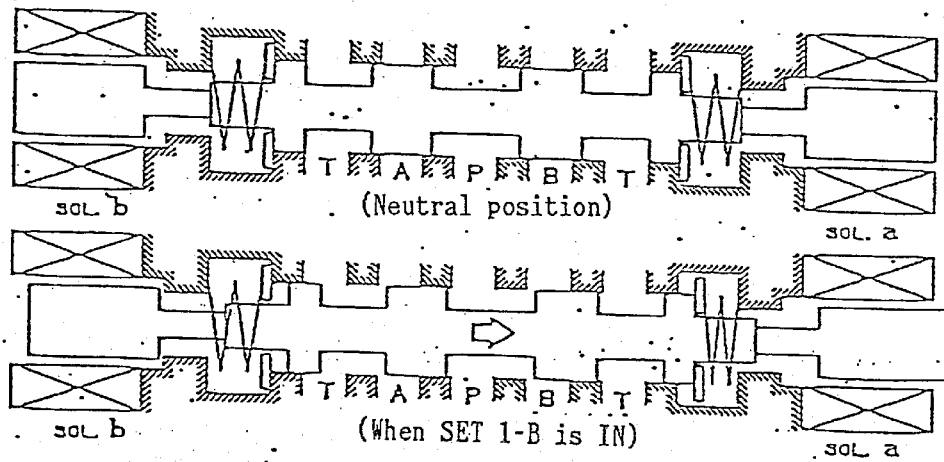 T A P B T
SOL b
(Neutral position)
SOL a
T A P B T
SOL b
(When SET 1-B is IN)
SOL a